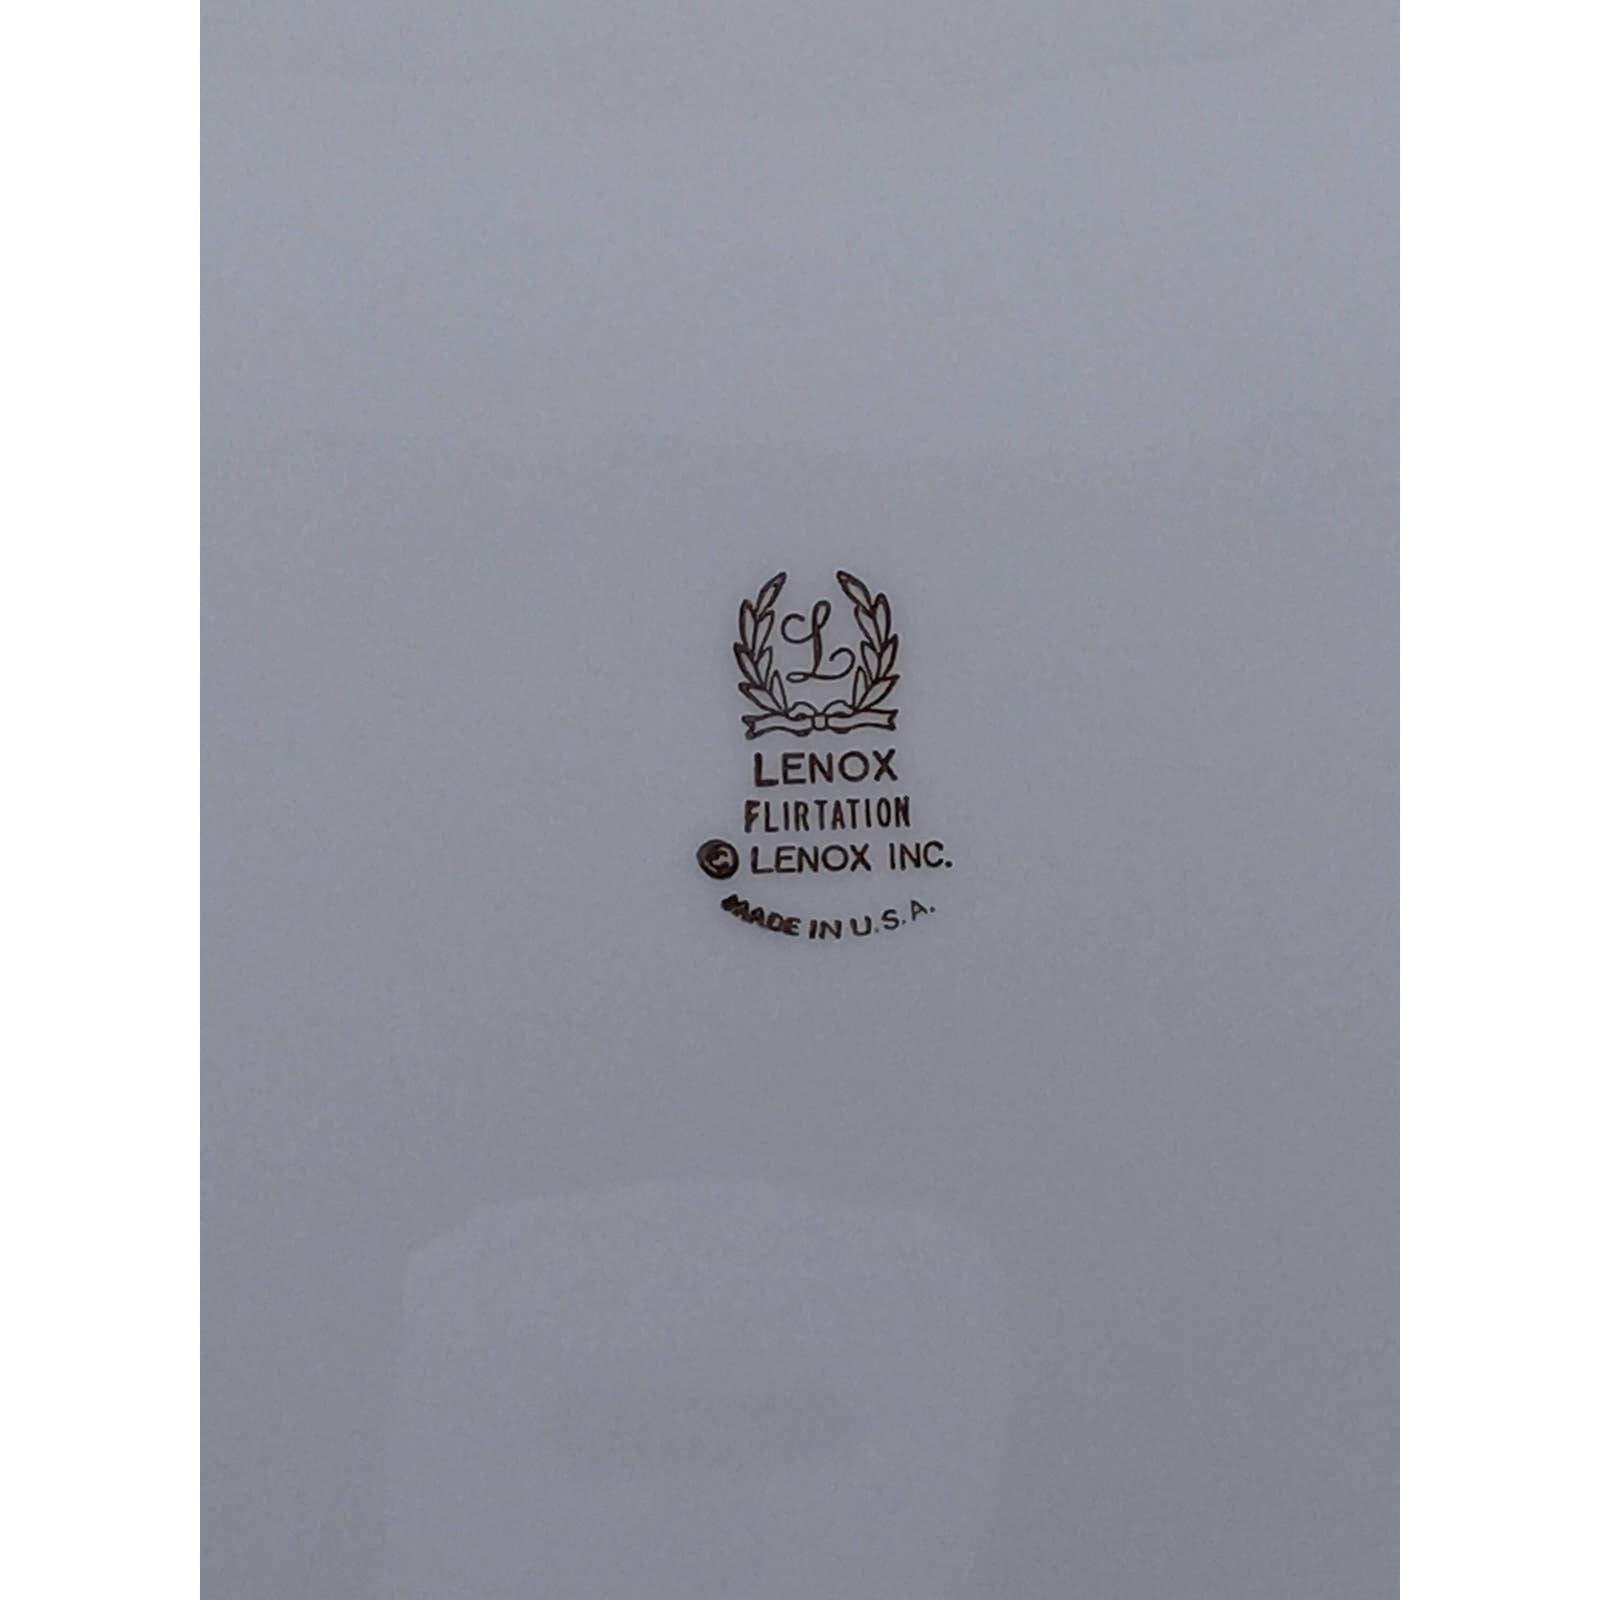 L
LENOX
FLIRTATION
© LENOX INC.
MADE IN U.S.A.